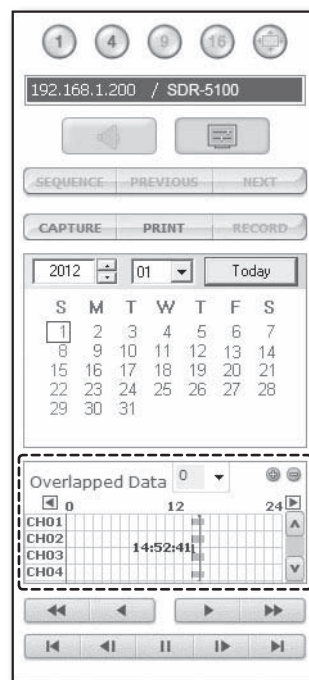 1 4 9 16
192.168.1.200 / SDR-5100
SEQUENCE PREVIOUS NEXT
CAPTURE PRINT RECORD
2012 01 Today
S M T W T F S
1 2 3 4 5 6 7
8 9 10 11 12 13 14
15 16 17 18 19 20 21
22 23 24 25 26 27 28
29 30 31
Overlapped Data 0
0 12 24
CH01
CH02
14:52:41
CH03
CH04